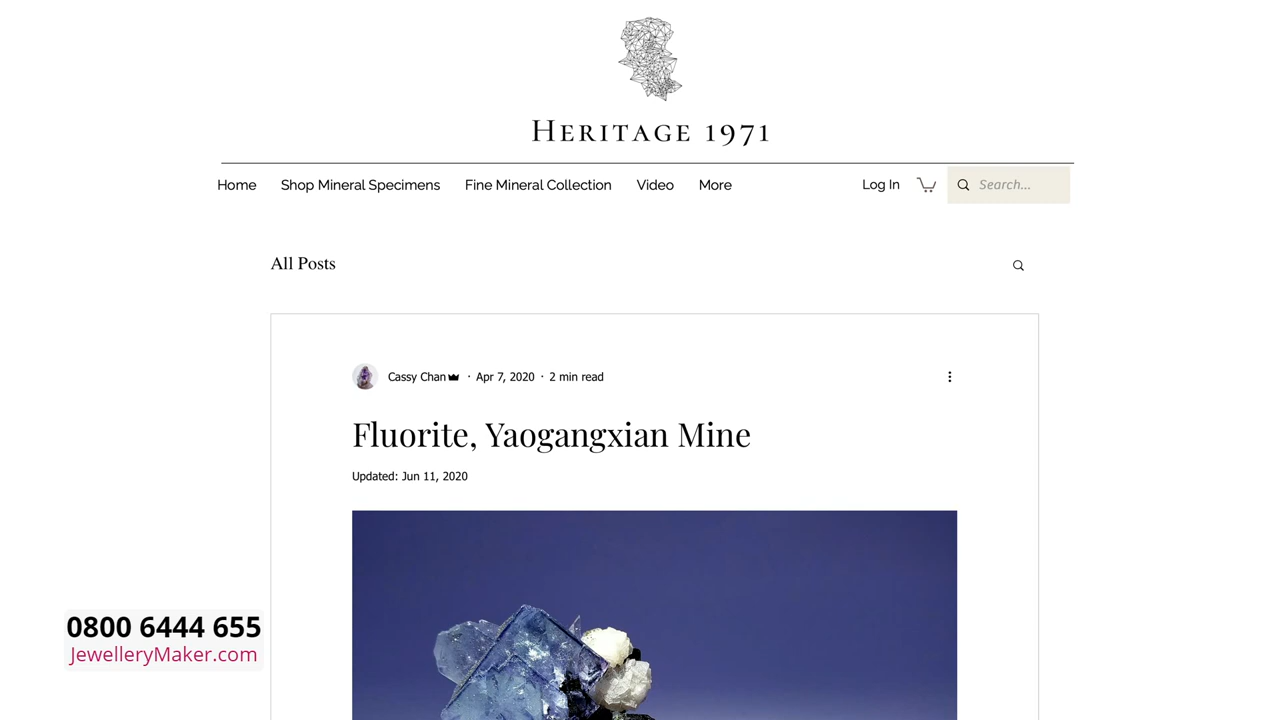 HERITAGE 1971
Home Shop Mineral Specimens Fine Mineral Collection Video More Log In Search...
All Posts
Cassy Chan · Apr 7, 2020 · 2 min read
Fluorite, Yaogangxian Mine
Updated: Jun 11, 2020
0800 6444 655
JewelleryMaker.com